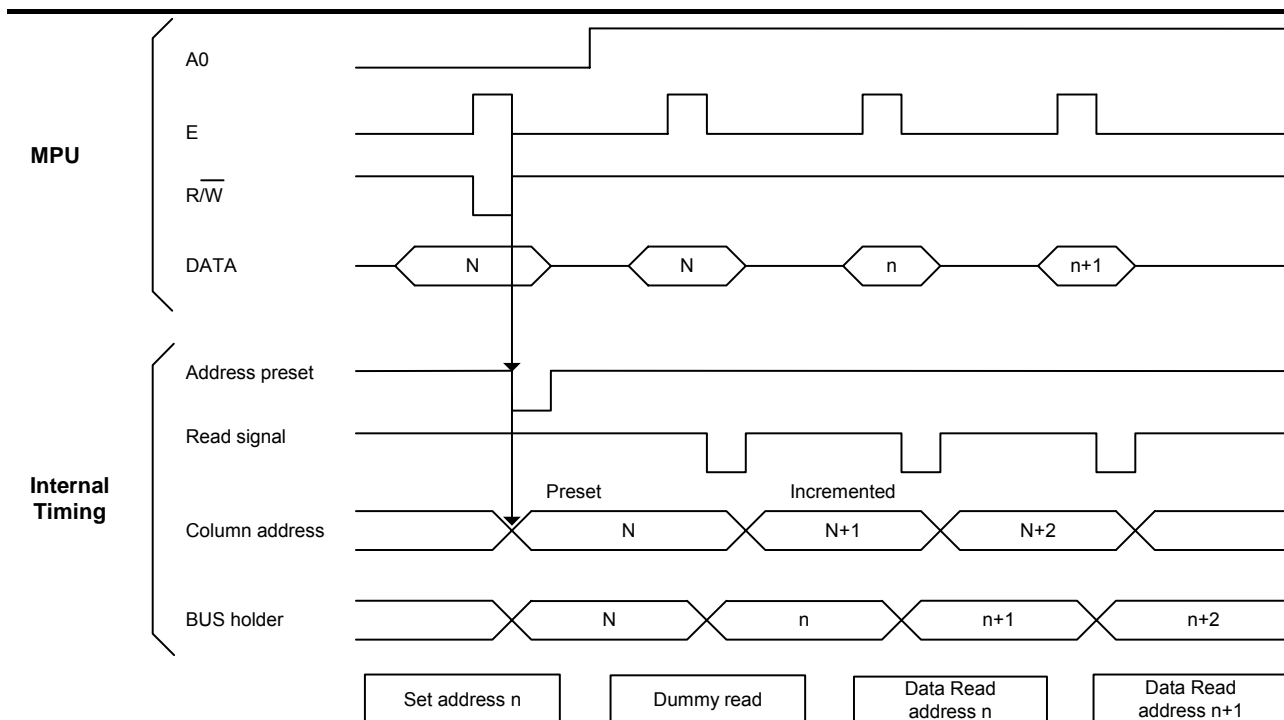 MPU
A0
E
R/W
DATA
N
N
n
n+1
Internal
Timing
Address preset
Read signal
Preset
Incremented
Column address
N
N+1
N+2
BUS holder
N
n
n+1
n+2
Set address n
Dummy read
Data Read
address n
Data Read
address n+1